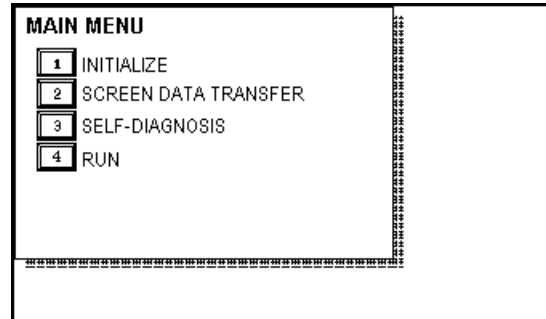 MAIN MENU
1 INITIALIZE
2 SCREEN DATA TRANSFER
3 SELF-DIAGNOSIS
4 RUN